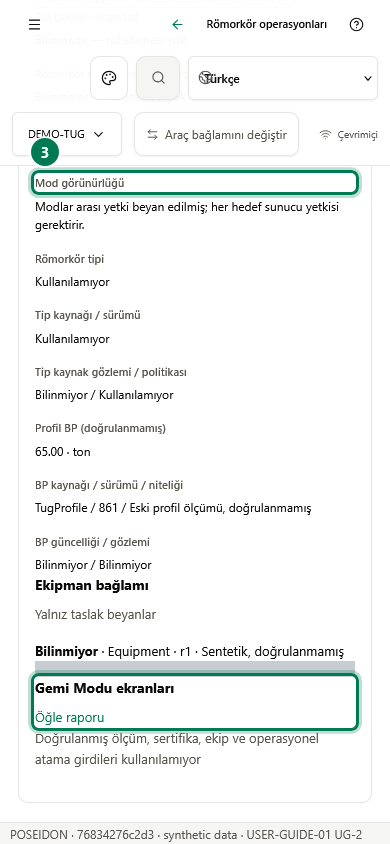 Römorkör operasyonları
Türkçe
DEMO-TUG
Araç bağlamını değiştir
Çevrimiçi
3
Mod görünürlüğü
Modlar arası yetki beyan edilmiş; her hedef sunucu yetkisi
gerektirir.
Römorkör tipi
Kullanılamıyor
Tip kaynağı / sürümü
Kullanılamıyor
Tip kaynak gözlemi / politikası
Bilinmiyor / Kullanılamıyor
Profil BP (doğrulanmamış)
65.00 · ton
BP kaynağı / sürümü / niteliği
TugProfile / 861 / Eski profil ölçümü, doğrulanmamış
BP güncelliği / gözlemi
Bilinmiyor / Bilinmiyor
Ekipman bağlamı
Yalnız taslak beyanlar
Bilinmiyor · Equipment · r1 · Sentetik, doğrulanmamış
Gemi Modu ekranları
Öğle raporu
Doğrulanmış ölçüm, sertifika, ekip ve operasyonel
atama girdileri kullanılamıyor
POSEIDON · 76834276c2d3 · synthetic data · USER-GUIDE-01 UG-2